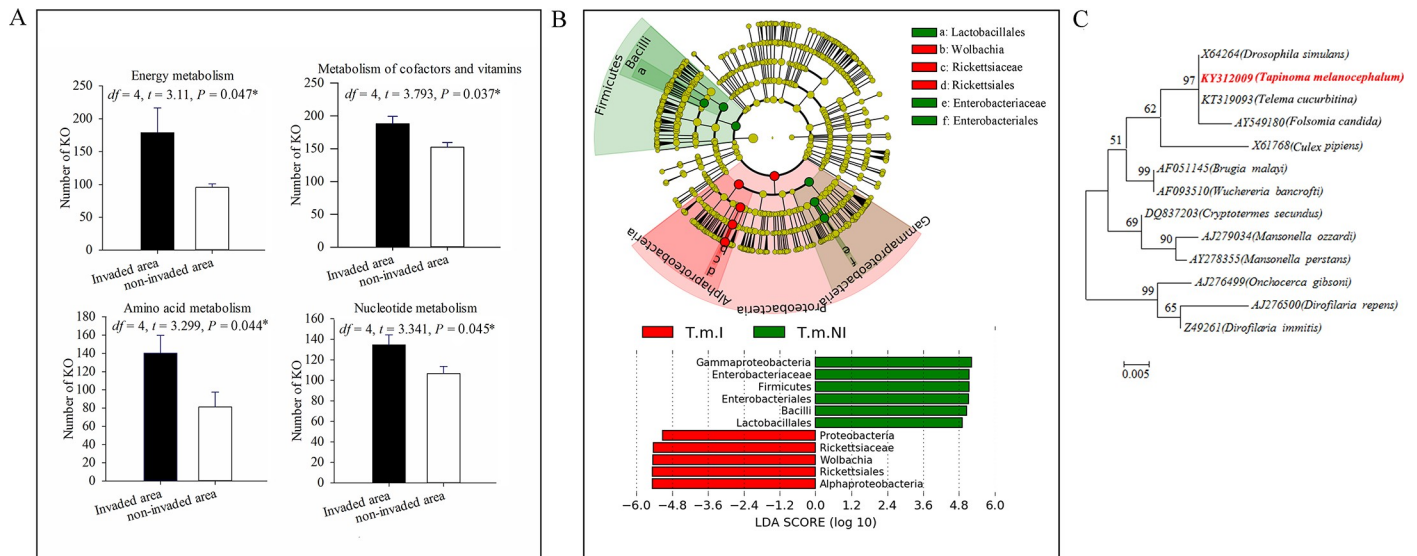 A
Energy metabolism
df = 4, t = 3.11, P = 0.047*
Number of KO
250
200
150
100
50
0
Invaded area
non-invaded area
Metabolism of cofactors and vitamins
df = 4, t = 3.793, P = 0.037*
Number of KO
250
200
150
100
50
0
Invaded area
non-invaded area
Amino acid metabolism
df = 4, t = 3.299, P = 0.044*
Number of KO
180
160
140
120
100
80
60
40
20
0
Invaded area
non-invaded area
Nucleotide metabolism
df = 4, t = 3.341, P = 0.045*
Number of KO
160
140
120
100
80
60
40
20
0
Invaded area
non-invaded area
B
Firmicutes
Bacilli
a
b
c
d
e
f
Alphaproteobacteria
Proteobacteria
Gammaproteobacteria
a: Lactobacillales
b: Wolbachia
c: Rickettsiaceae
d: Rickettsiales
e: Enterobacteriaceae
f: Enterobacteriales
T.m.I
T.m.NI
Gammaproteobacteria
Enterobacteriaceae
Firmicutes
Enterobacteriales
Bacilli
Lactobacillales
Proteobacteria
Rickettsiaceae
Wolbachia
Rickettsiales
Alphaproteobacteria
−6.0 −4.8 −3.6 −2.4 −1.2 0.0 1.2 2.4 3.6 4.8 6.0
LDA SCORE (log 10)
C
X64264(Drosophila simulans)
97
KY312009(Tapinoma melanocephalum)
KT319093(Telema cucurbitina)
62
AY549180(Folsomia candida)
51
X61768(Culex pipiens)
99
AF051145(Brugia malayi)
AF093510(Wuchereria bancrofti)
DQ837203(Cryptotermes secundus)
69
AJ279034(Mansonella ozzardi)
90
AY278355(Mansonella perstans)
AJ276499(Onchocerca gibsoni)
99
AJ276500(Dirofilaria repens)
65
Z49261(Dirofilaria immitis)
0.005